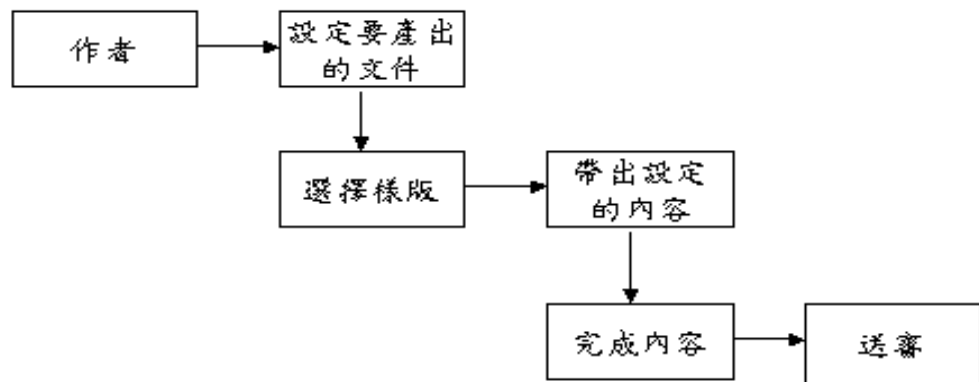 作者
設定要產出
的文件
選擇樣版
帶出設定
的內容
完成內容
送審